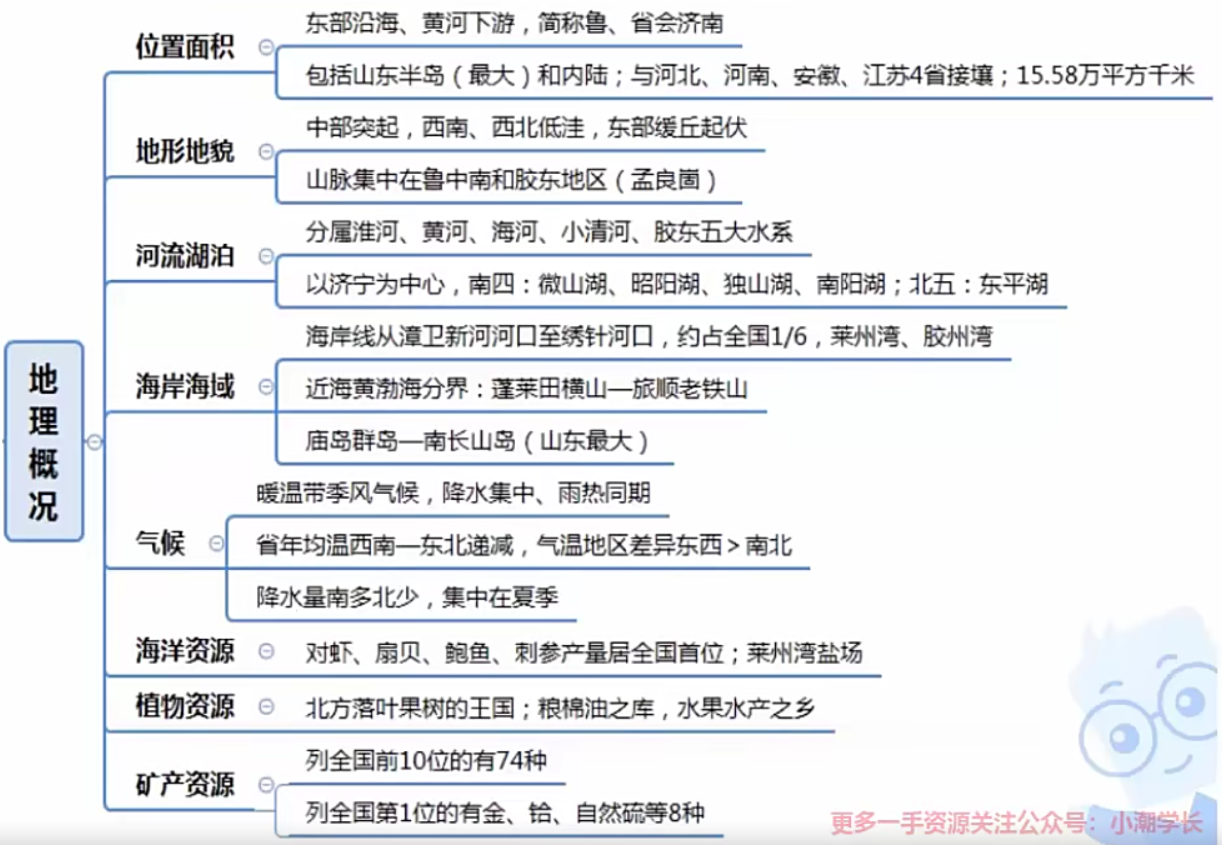 位置面积
东部沿海、黄河下游，简称鲁、省会济南
包括山东半岛（最大）和内陆；与河北、河南、安徽、江苏4省接壤；15.58万平方千米
地形地貌
中部突起，西南、西北低洼，东部缓丘起伏
山脉集中在鲁中南和胶东地区（孟良崮）
河流湖泊
分属淮河、黄河、海河、小清河、胶东五大水系
以济宁为中心，南四：微山湖、昭阳湖、独山湖、南阳湖；北五：东平湖
地理概况
海岸海域
海岸线从漳卫新河河口至绣针河口，约占全国1/6，莱州湾、胶州湾
近海黄渤海分界：蓬莱田横山—旅顺老铁山
庙岛群岛—南长山岛（山东最大）
气候
暖温带季风气候，降水集中、雨热同期
省年均温西南—东北递减，气温地区差异东西＞南北
降水量南多北少，集中在夏季
海洋资源
对虾、扇贝、鲍鱼、刺参产量居全国首位；莱州湾盐场
植物资源
北方落叶果树的王国；粮棉油之库，水果水产之乡
矿产资源
列全国前10位的有74种
列全国第1位的有金、铪、自然硫等8种
更多一手资源关注公众号：小潮学长